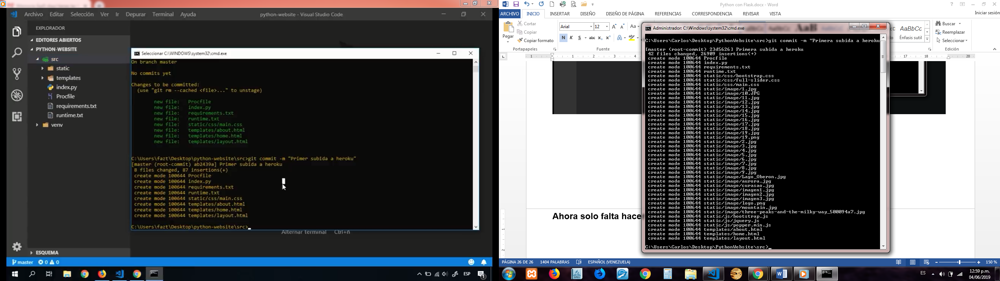 Archivo Editar Selección Ver Ir Depurar Terminal Ayuda
python-website - Visual Studio Code
EXPLORADOR
EDITORES ABIERTOS
PYTHON-WEBSITE
src
static
templates
index.py
Procfile
requirements.txt
runtime.txt
venv
ESQUEMA
Seleccionar C:\WINDOWS\system32\cmd.exe
On branch master
No commits yet
Changes to be committed:
(use "git rm --cached <file>..." to unstage)
new file: Procfile
new file: index.py
new file: requirements.txt
new file: runtime.txt
new file: static/css/main.css
new file: templates/about.html
new file: templates/home.html
new file: templates/layout.html
C:\Users\fazt\Desktop\python-website\src>git commit -m "Primer subida a heroku"
[master (root-commit) ab2439a] Primer subida a heroku
8 files changed, 87 insertions(+)
create mode 100644 Procfile
create mode 100644 index.py
create mode 100644 requirements.txt
create mode 100644 runtime.txt
create mode 100644 static/css/main.css
create mode 100644 templates/about.html
create mode 100644 templates/home.html
create mode 100644 templates/layout.html
C:\Users\fazt\Desktop\python-website\src>_
Alternar terminal Ctrl+ñ
master 0 0
ESP
1
Python con Flask.docx - Word
ARCHIVO INICIO INSERTAR DISEÑO DISEÑO DE PÁGINA REFERENCIAS CORRESPONDENCIA REVISAR VISTA
Iniciar sesión
Pegar
Cortar
Copiar
Copiar formato
Portapapeles
Arial 12
N K S abc x₂ x²
Fuente
AaBbCc
Énfasis sutil
Buscar
Reemplazar
Seleccionar
Edición
1 1 2 3 4 17 18 20
Administrador: C:\Windows\system32\cmd.exe
C:\Users\Carlos\Desktop\PythonWebsite\src>git commit -m "Primera subida a heroku
[master (root-commit) 23d5626] Primera subida a heroku
42 files changed, 26909 insertions(+)
create mode 100644 Procfile
create mode 100644 index.py
create mode 100644 requirements.txt
create mode 100644 runtime.txt
create mode 100644 static/css/bootstrap.css
create mode 100644 static/css/full-slider.css
create mode 100644 static/css/main.css
create mode 100644 static/image/1.jpg
create mode 100644 static/image/10.JPG
create mode 100644 static/image/11.jpg
create mode 100644 static/image/12.jpg
create mode 100644 static/image/13.jpg
create mode 100644 static/image/14.jpg
create mode 100644 static/image/15.jpg
create mode 100644 static/image/16.jpg
create mode 100644 static/image/17.jpg
create mode 100644 static/image/18.jpg
create mode 100644 static/image/19.jpg
create mode 100644 static/image/19.png
create mode 100644 static/image/2.jpg
create mode 100644 static/image/3.jpg
create mode 100644 static/image/4.jpg
create mode 100644 static/image/5.jpg
create mode 100644 static/image/6.jpg
create mode 100644 static/image/7.jpg
create mode 100644 static/image/8.jpg
create mode 100644 static/image/9.jpg
create mode 100644 static/image/Lago_Oberon.jpg
create mode 100644 static/image/aurora.jpg
create mode 100644 static/image/curasao.jpg
create mode 100644 static/image/imagen1.jpg
create mode 100644 static/image/imagen2.jpg
create mode 100644 static/image/imagen3.jpg
create mode 100644 static/image/logo.png
create mode 100644 static/image/mountain.jpg
create mode 100644 static/image/three-peaks-and-the-milky-way_500094a7.jpg
create mode 100644 static/js/bootstrap.js
create mode 100644 static/js/jquery.js
create mode 100644 static/js/popper.min.js
create mode 100644 templates/about.html
create mode 100644 templates/home.html
create mode 100644 templates/layout.html
C:\Users\Carlos\Desktop\PythonWebsite\src>_
Ahora solo falta hace
PÁGINA 26 DE 26 1404 PALABRAS ESPAÑOL (VENEZUELA)
150 %
ES
12:59 p.m.
04/06/2019